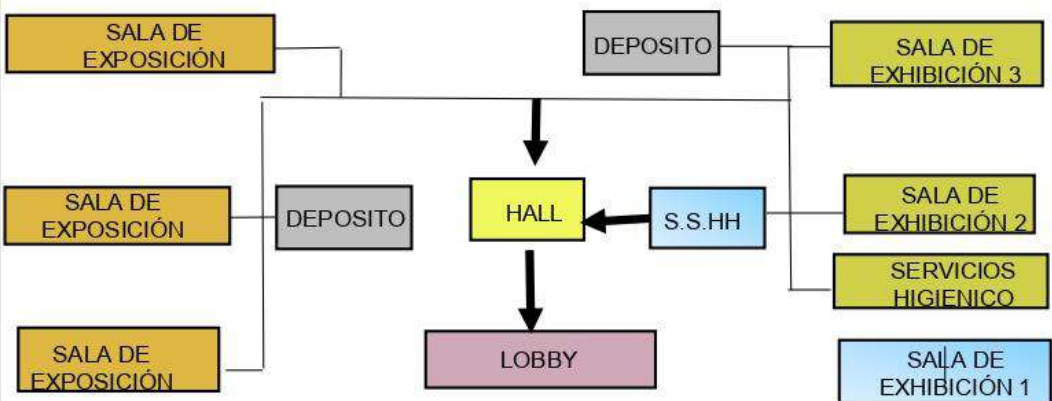 SALA DE
EXPOSICIÓN
DEPOSITO
SALA DE
EXHIBICIÓN 3
SALA DE
EXPOSICIÓN
DEPOSITO
HALL
S.S.HH
SALA DE
EXHIBICIÓN 2
SERVICIOS
HIGIENICO
SALA DE
EXPOSICIÓN
LOBBY
SALA DE
EXHIBICIÓN 1